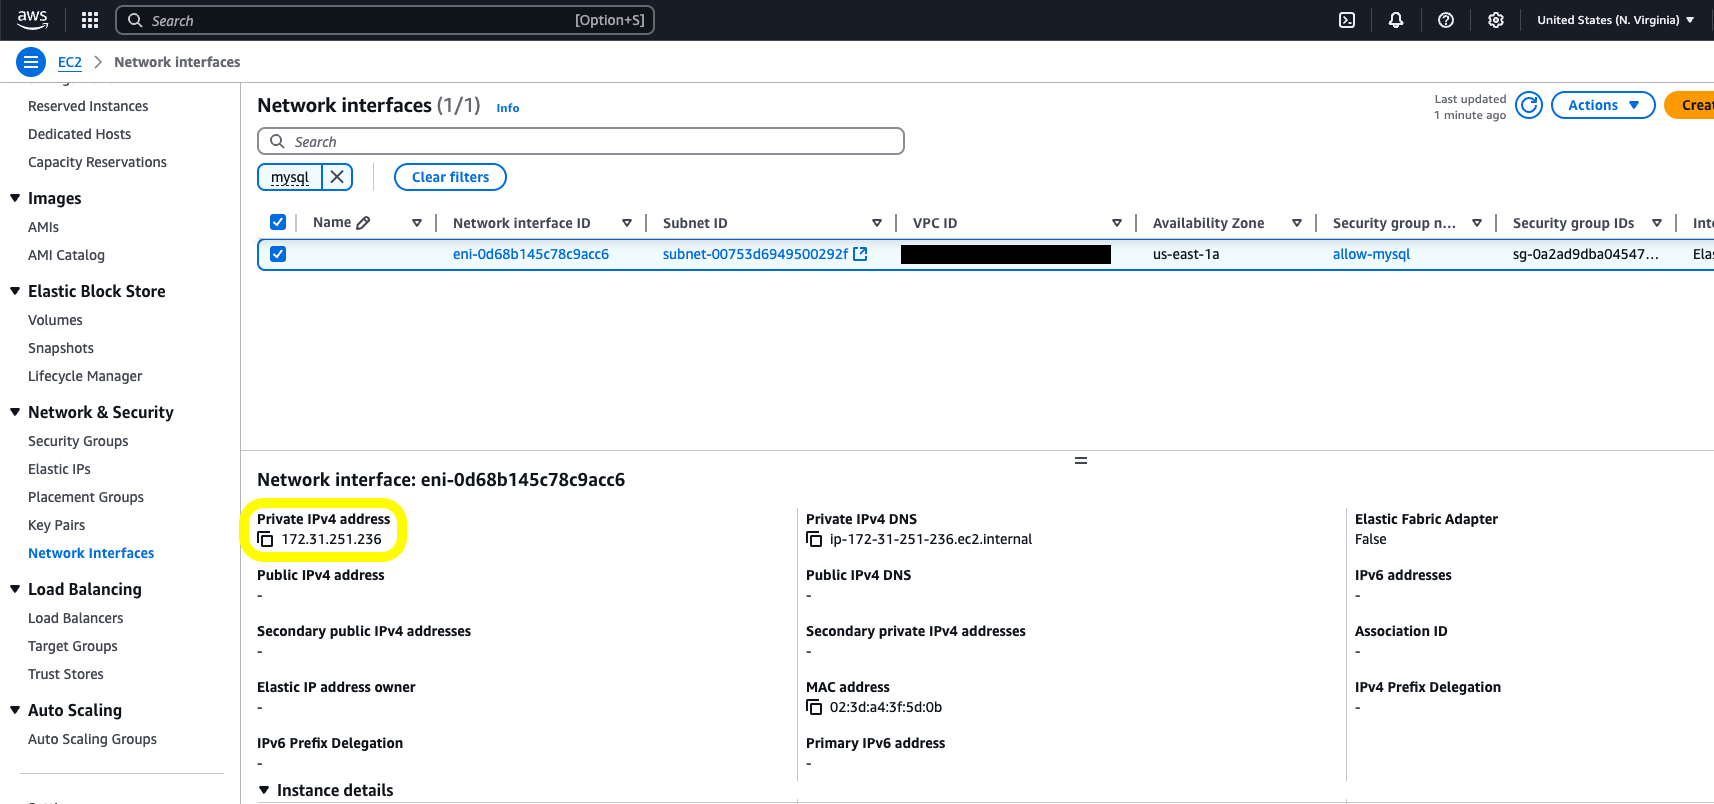 aws
Search
[Option+S]
United States (N. Virginia)
EC2
Network interfaces
Reserved Instances
Dedicated Hosts
Capacity Reservations
Images
AMIs
AMI Catalog
Elastic Block Store
Volumes
Snapshots
Lifecycle Manager
Network & Security
Security Groups
Elastic IPs
Placement Groups
Key Pairs
Network Interfaces
Load Balancing
Load Balancers
Target Groups
Trust Stores
Auto Scaling
Auto Scaling Groups
Network interfaces (1/1) Info
Last updated
1 minute ago
Actions
Creat
Search
mysql
Clear filters
Name
Network interface ID
Subnet ID
VPC ID
Availability Zone
Security group n...
Security group IDs
Inte
eni-0d68b145c78c9acc6
subnet-00753d6949500292f
us-east-1a
allow-mysql
sg-0a2ad9dba04547...
Elas
Network interface: eni-0d68b145c78c9acc6
Private IPv4 address
172.31.251.236
Private IPv4 DNS
ip-172-31-251-236.ec2.internal
Elastic Fabric Adapter
False
Public IPv4 address
-
Public IPv4 DNS
-
IPv6 addresses
-
Secondary public IPv4 addresses
-
Secondary private IPv4 addresses
-
Association ID
-
Elastic IP address owner
-
MAC address
02:3d:a4:3f:5d:0b
IPv4 Prefix Delegation
-
IPv6 Prefix Delegation
-
Primary IPv6 address
-
Instance details